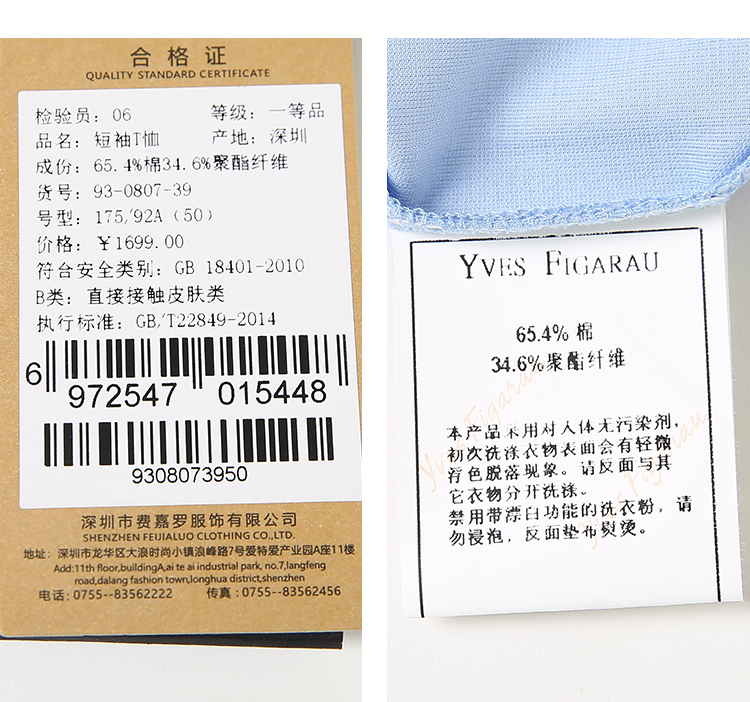 合格证
QUALITY STANDARD CERTIFICATE
检验员：06 等级：一等品
品名：短袖T恤 产地：深圳
成份：65.4%棉34.6%聚酯纤维
货号：93-0807-39
号型：175/92A（50）
价格：￥1699.00
符合安全类别：GB 18401-2010
B类：直接接触皮肤类
执行标准：GB/T22849-2014
6 972547 015448
9308073950
深圳市费嘉罗服饰有限公司
SHENZHEN FEIJIALUO CLOTHING CO.,LTD
地址：深圳市龙华区大浪时尚小镇浪峰路7号爱特爱产业园A座11楼
Add:11th floor,buildingA,ai te ai industrial park, no.7,langfeng
road,dalang fashion town,longhua district,shenzhen
电话：0755--83562222 传真：0755--83562456
YVES FIGARAU
65.4% 棉
34.6%聚酯纤维
本产品采用对人体无污染剂，
初次洗涤衣物表面会有轻微
浮色脱落现象。请反面与其
它衣物分开洗涤。
禁用带漂白功能的洗衣粉，请
勿浸泡，反面垫布熨烫。
YvesFigarau
YvesFigarau